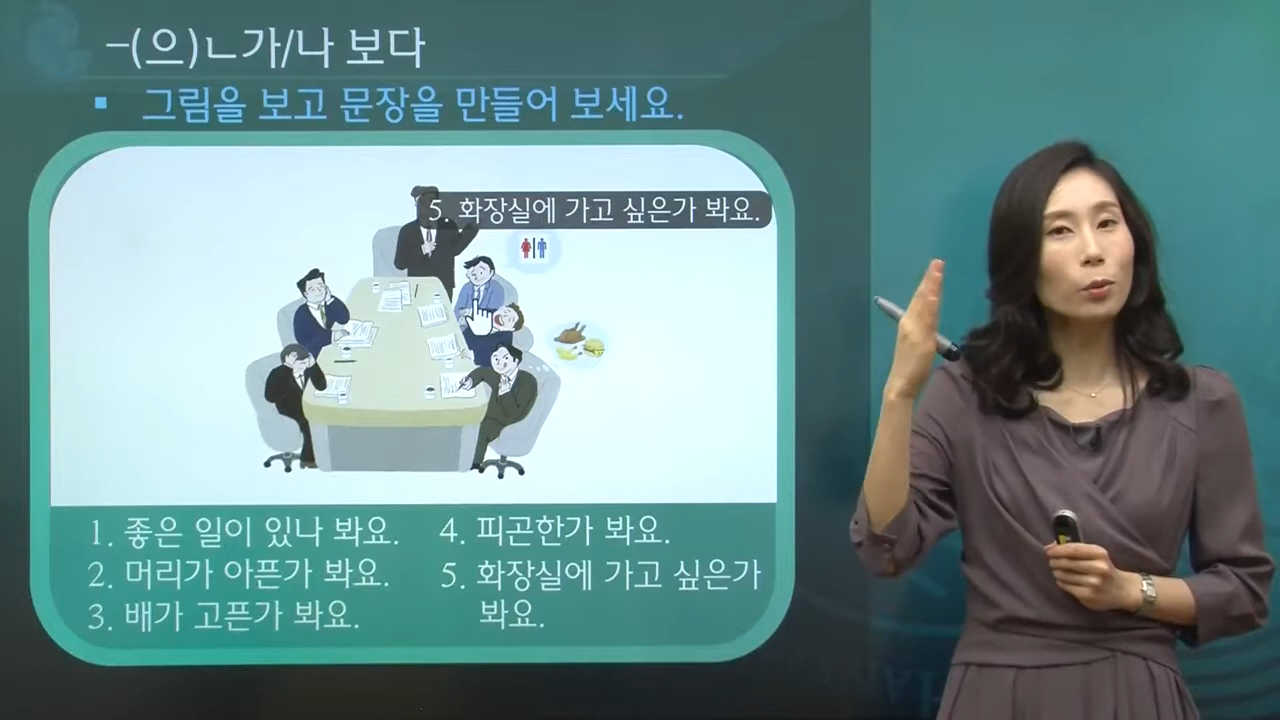 -(으)ㄴ가/나 보다
▪ 그림을 보고 문장을 만들어 보세요.
5. 화장실에 가고 싶은가 봐요.
1. 좋은 일이 있나 봐요.
2. 머리가 아픈가 봐요.
3. 배가 고픈가 봐요.
4. 피곤한가 봐요.
5. 화장실에 가고 싶은가
봐요.